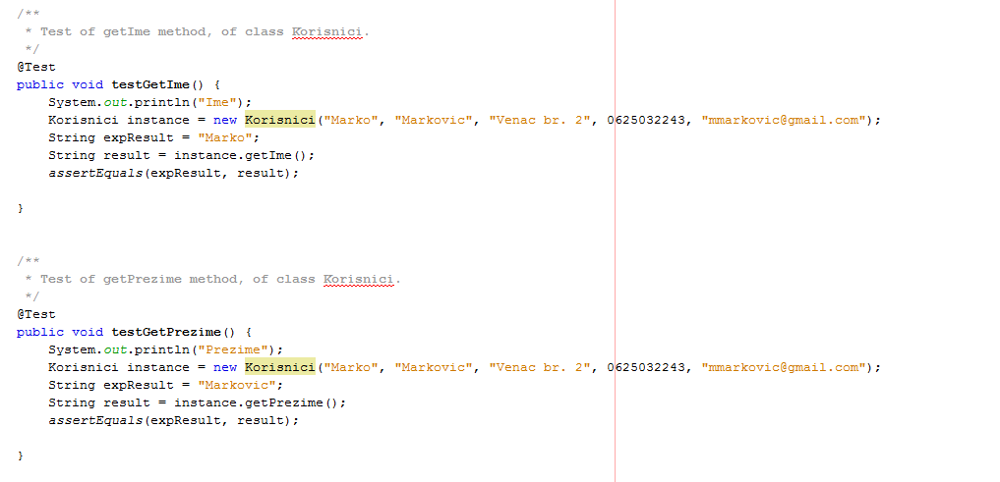 /**
 * Test of getIme method, of class Korisnici.
 */
@Test
public void testGetIme() {
    System.out.println("Ime");
    Korisnici instance = new Korisnici("Marko", "Markovic", "Venac br. 2", 0625032243, "mmarkovic@gmail.com");
    String expResult = "Marko";
    String result = instance.getIme();
    assertEquals(expResult, result);
}
/**
 * Test of getPrezime method, of class Korisnici.
 */
@Test
public void testGetPrezime() {
    System.out.println("Prezime");
    Korisnici instance = new Korisnici("Marko", "Markovic", "Venac br. 2", 0625032243, "mmarkovic@gmail.com");
    String expResult = "Markovic";
    String result = instance.getPrezime();
    assertEquals(expResult, result);
}